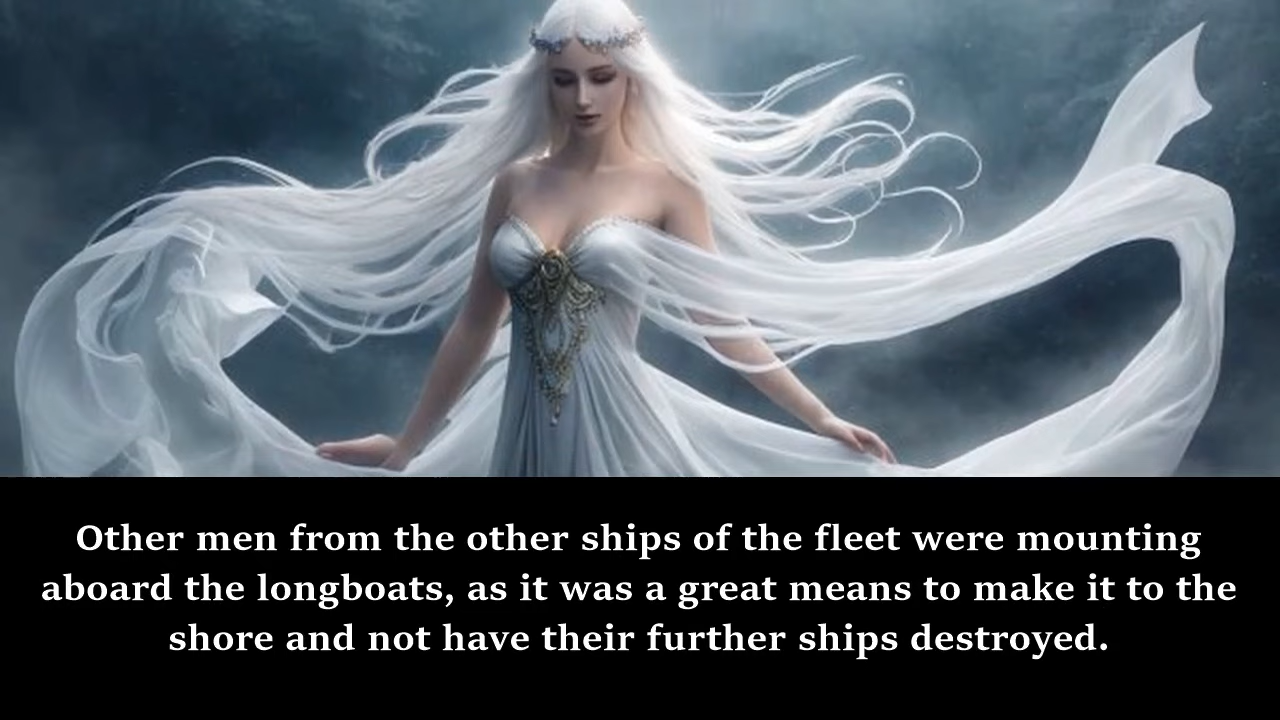 Other men from the other ships of the fleet were mounting
aboard the longboats, as it was a great means to make it to the
shore and not have their further ships destroyed.